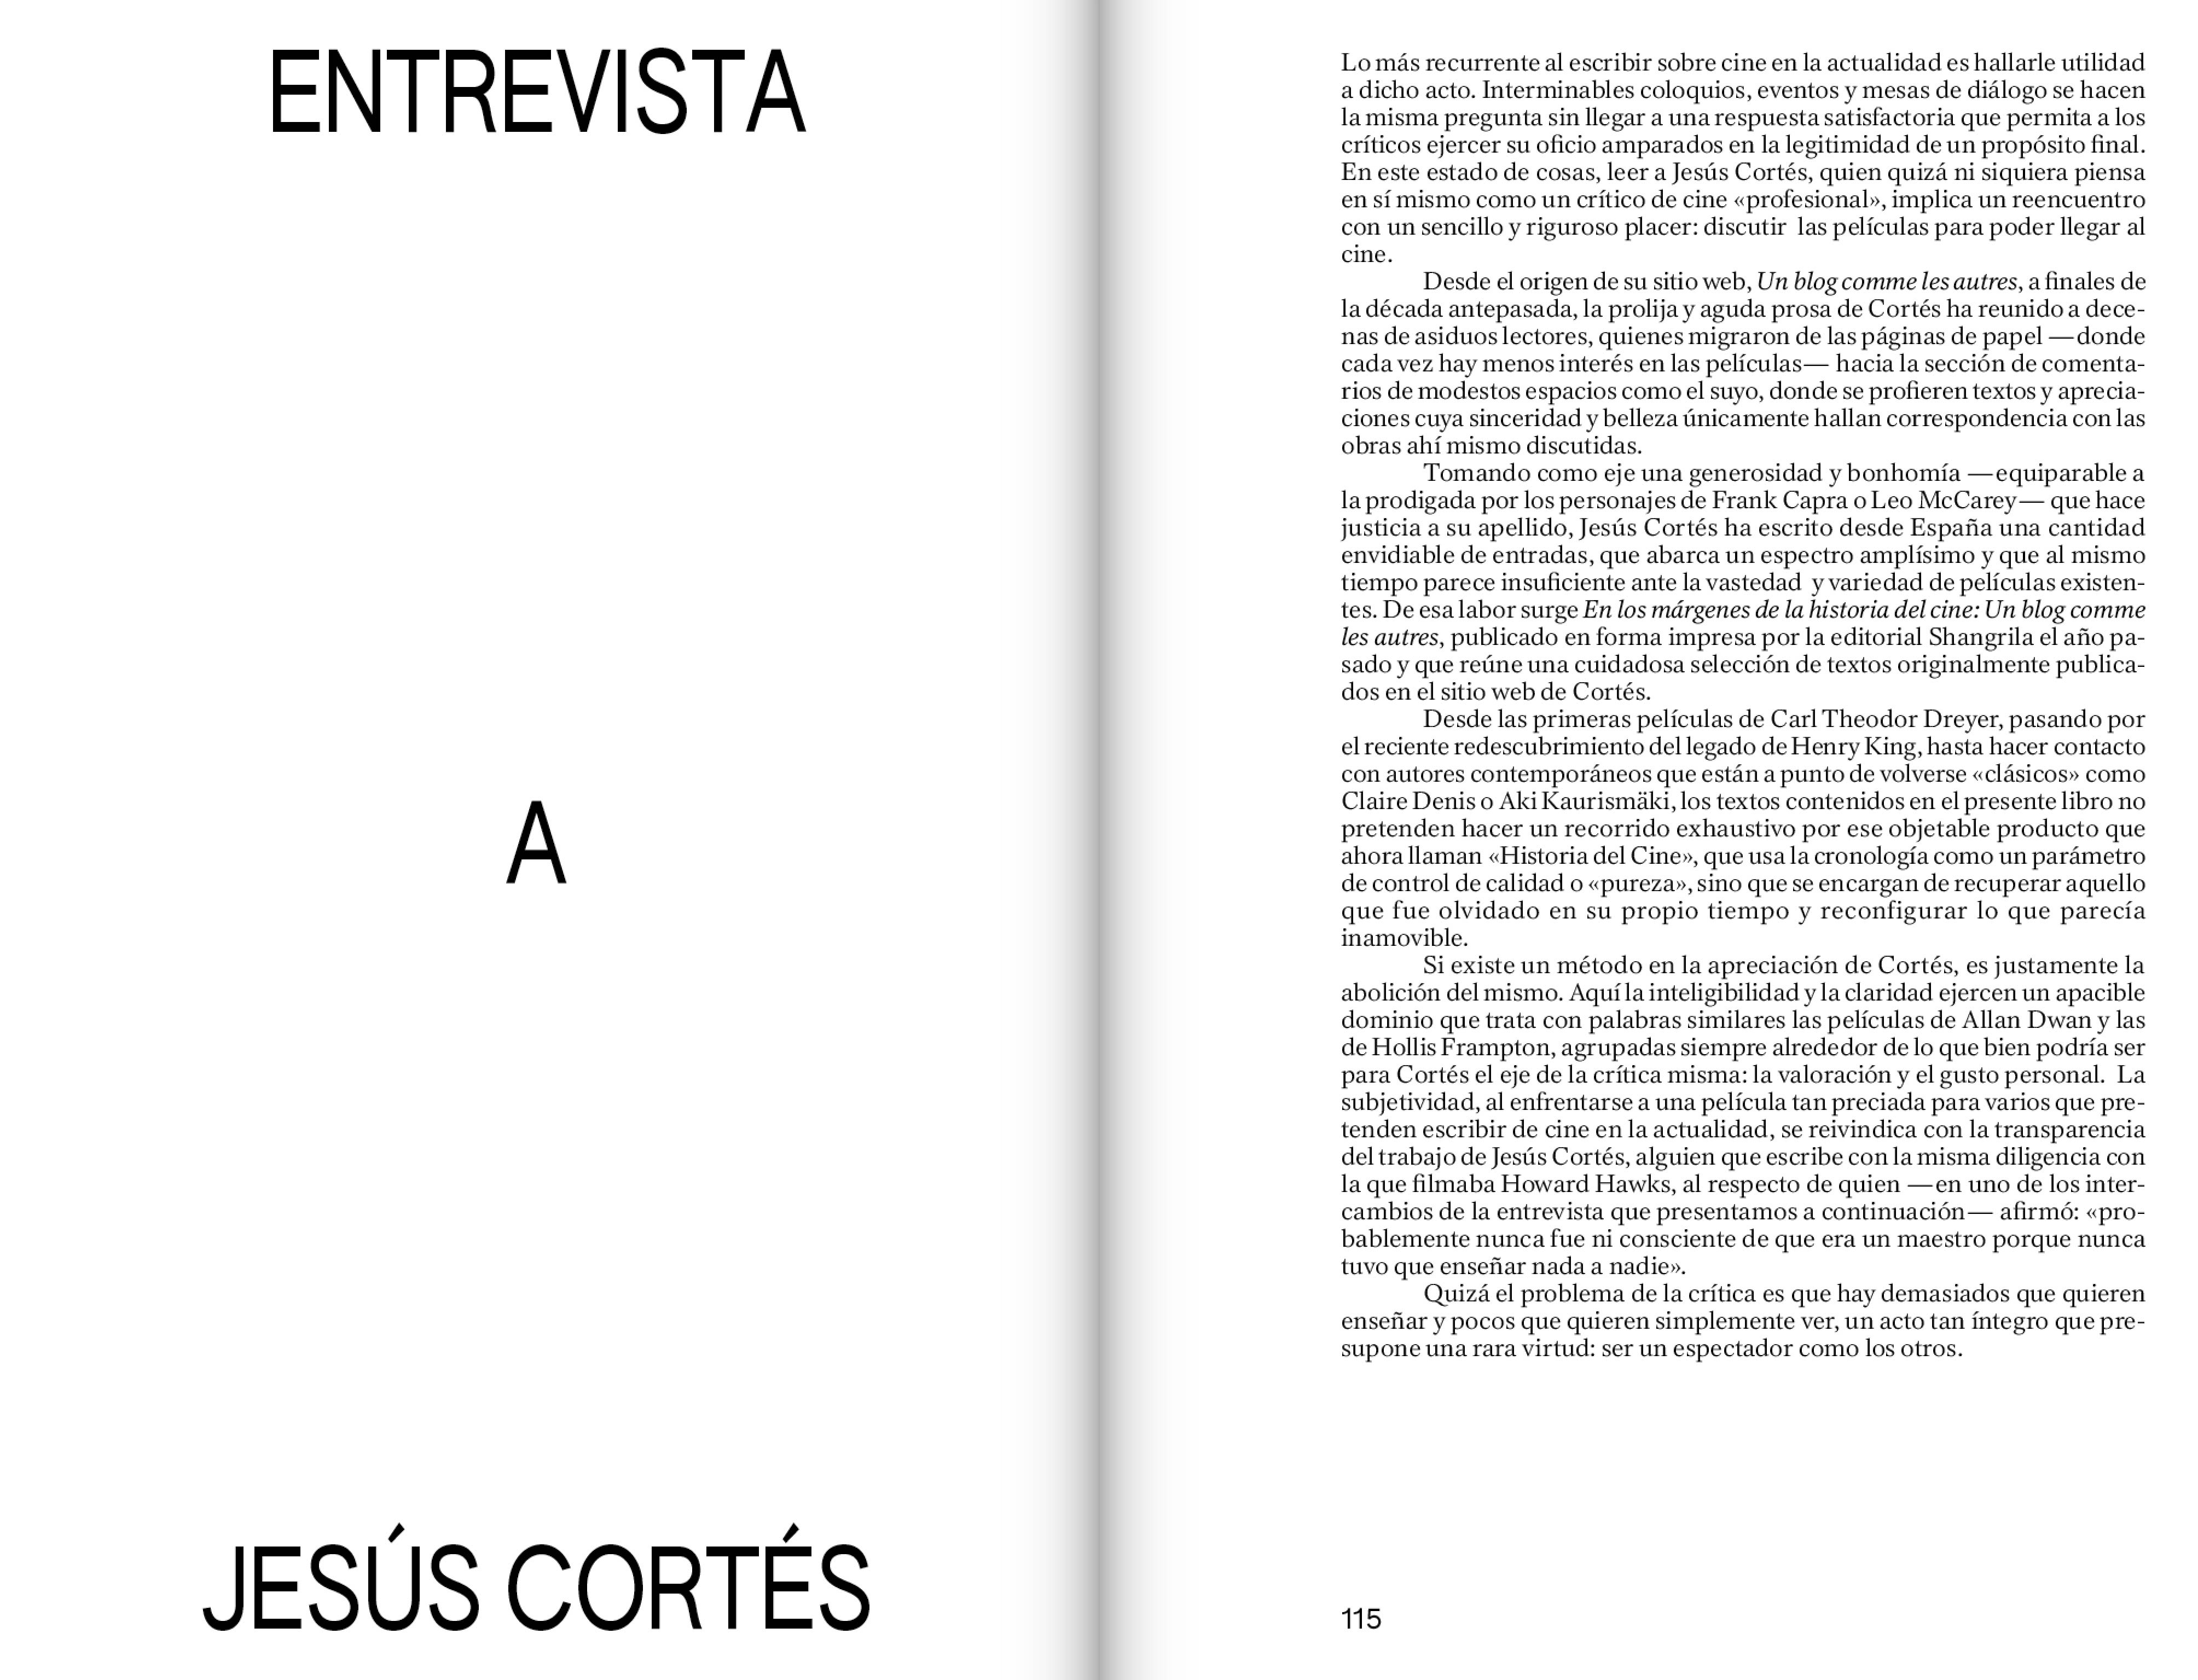 ENTREVISTA
A
JESÚS CORTÉS
Lo más recurrente al escribir sobre cine en la actualidad es hallarle utilidad
a dicho acto. Interminables coloquios, eventos y mesas de diálogo se hacen
la misma pregunta sin llegar a una respuesta satisfactoria que permita a los
críticos ejercer su oficio amparados en la legitimidad de un propósito final.
En este estado de cosas, leer a Jesús Cortés, quien quizá ni siquiera piensa
en sí mismo como un crítico de cine «profesional», implica un reencuentro
con un sencillo y riguroso placer: discutir las películas para poder llegar al
cine.
Desde el origen de su sitio web, Un blog comme les autres, a finales de
la década antepasada, la prolija y aguda prosa de Cortés ha reunido a dece-
nas de asiduos lectores, quienes migraron de las páginas de papel —donde
cada vez hay menos interés en las películas— hacia la sección de comenta-
rios de modestos espacios como el suyo, donde se profieren textos y aprecia-
ciones cuya sinceridad y belleza únicamente hallan correspondencia con las
obras ahí mismo discutidas.
Tomando como eje una generosidad y bonhomía —equiparable a
la prodigada por los personajes de Frank Capra o Leo McCarey— que hace
justicia a su apellido, Jesús Cortés ha escrito desde España una cantidad
envidiable de entradas, que abarca un espectro amplísimo y que al mismo
tiempo parece insuficiente ante la vastedad y variedad de películas existen-
tes. De esa labor surge En los márgenes de la historia del cine: Un blog comme
les autres, publicado en forma impresa por la editorial Shangrila el año pa-
sado y que reúne una cuidadosa selección de textos originalmente publica-
dos en el sitio web de Cortés.
Desde las primeras películas de Carl Theodor Dreyer, pasando por
el reciente redescubrimiento del legado de Henry King, hasta hacer contacto
con autores contemporáneos que están a punto de volverse «clásicos» como
Claire Denis o Aki Kaurismäki, los textos contenidos en el presente libro no
pretenden hacer un recorrido exhaustivo por ese objetable producto que
ahora llaman «Historia del Cine», que usa la cronología como un parámetro
de control de calidad o «pureza», sino que se encargan de recuperar aquello
que fue olvidado en su propio tiempo y reconfigurar lo que parecía
inamovible.
Si existe un método en la apreciación de Cortés, es justamente la
abolición del mismo. Aquí la inteligibilidad y la claridad ejercen un apacible
dominio que trata con palabras similares las películas de Allan Dwan y las
de Hollis Frampton, agrupadas siempre alrededor de lo que bien podría ser
para Cortés el eje de la crítica misma: la valoración y el gusto personal. La
subjetividad, al enfrentarse a una película tan preciada para varios que pre-
tenden escribir de cine en la actualidad, se reivindica con la transparencia
del trabajo de Jesús Cortés, alguien que escribe con la misma diligencia con
la que filmaba Howard Hawks, al respecto de quien —en uno de los inter-
cambios de la entrevista que presentamos a continuación— afirmó: «pro-
bablemente nunca fue ni consciente de que era un maestro porque nunca
tuvo que enseñar nada a nadie».
Quizá el problema de la crítica es que hay demasiados que quieren
enseñar y pocos que quieren simplemente ver, un acto tan íntegro que pre-
supone una rara virtud: ser un espectador como los otros.
115